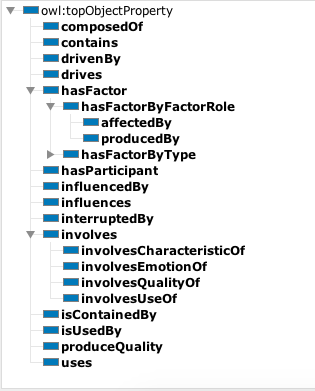 owl:topObjectProperty
composedOf
contains
drivenBy
drives
hasFactor
hasFactorByFactorRole
affectedBy
producedBy
hasFactorByType
hasParticipant
influencedBy
influences
interruptedBy
involves
involvesCharacteristicOf
involvesEmotionOf
involvesQualityOf
involvesUseOf
isContainedBy
isUsedBy
produceQuality
uses